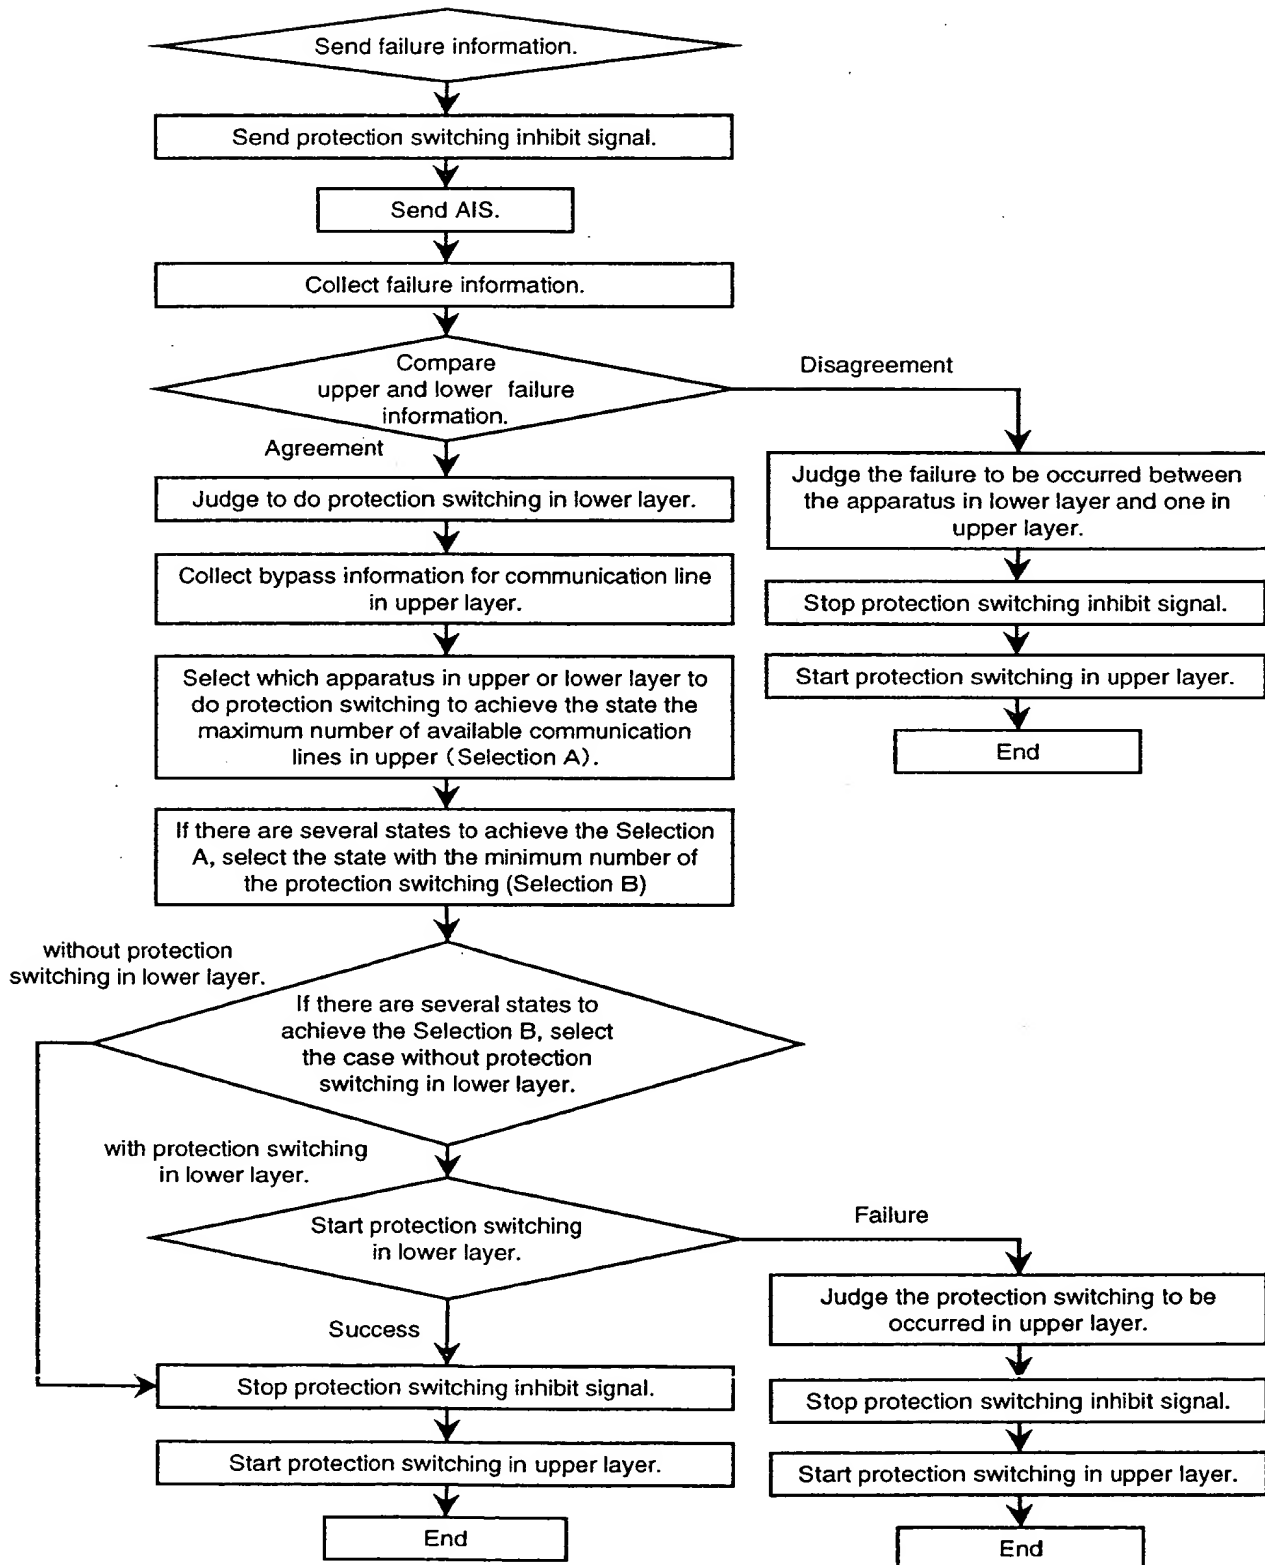 Send failure information.
Send protection switching inhibit signal.
Send AIS.
Collect failure information.
Compare
upper and lower failure
information.
Disagreement
Agreement
Judge the failure to be occurred between
the apparatus in lower layer and one in
upper layer.
Stop protection switching inhibit signal.
Start protection switching in upper layer.
End
Judge to do protection switching in lower layer.
Collect bypass information for communication line
in upper layer.
Select which apparatus in upper or lower layer to
do protection switching to achieve the state the
maximum number of available communication
lines in upper (Selection A).
If there are several states to achieve the Selection
A, select the state with the minimum number of
the protection switching (Selection B)
without protection
switching in lower layer.
If there are several states to
achieve the Selection B, select
the case without protection
switching in lower layer.
with protection switching
in lower layer.
Start protection switching
in lower layer.
Failure
Success
Judge the protection switching to be
occurred in upper layer.
Stop protection switching inhibit signal.
Start protection switching in upper layer.
End
Stop protection switching inhibit signal.
Start protection switching in upper layer.
End